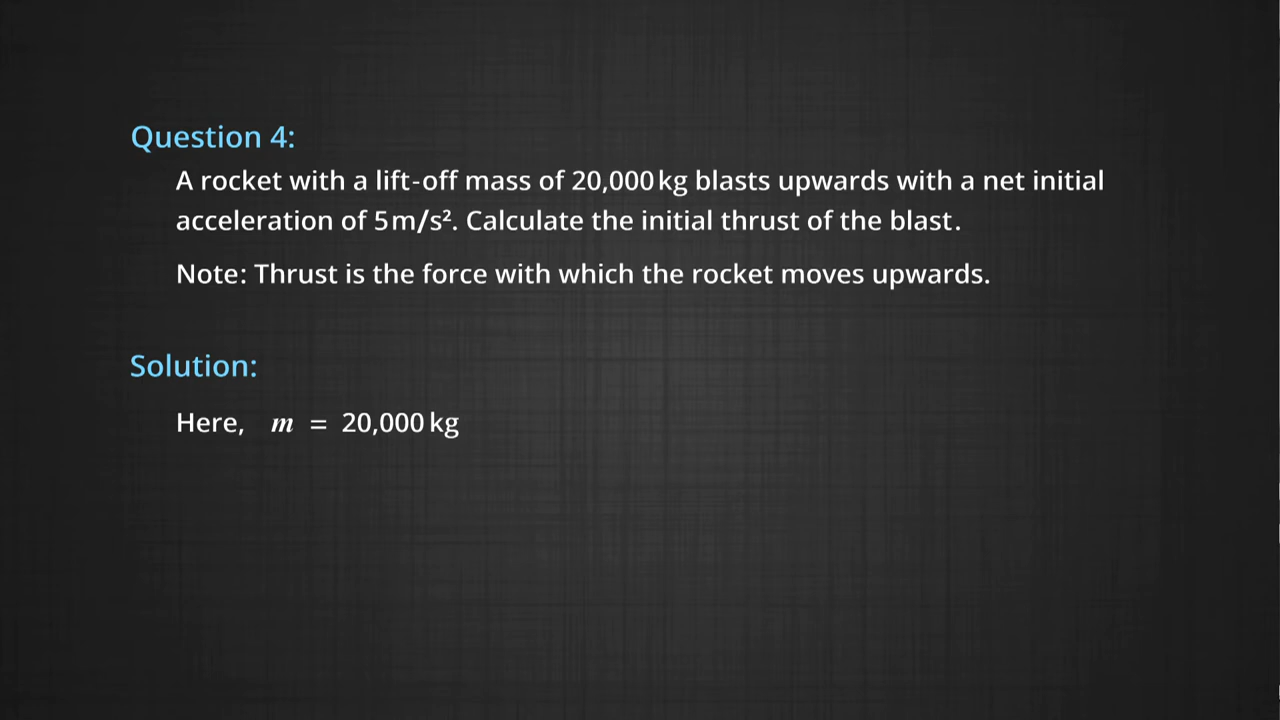 Question 4:
A rocket with a lift-off mass of 20,000 kg blasts upwards with a net initial
acceleration of 5 m/s². Calculate the initial thrust of the blast.
Note: Thrust is the force with which the rocket moves upwards.
Solution:
Here, m = 20,000 kg